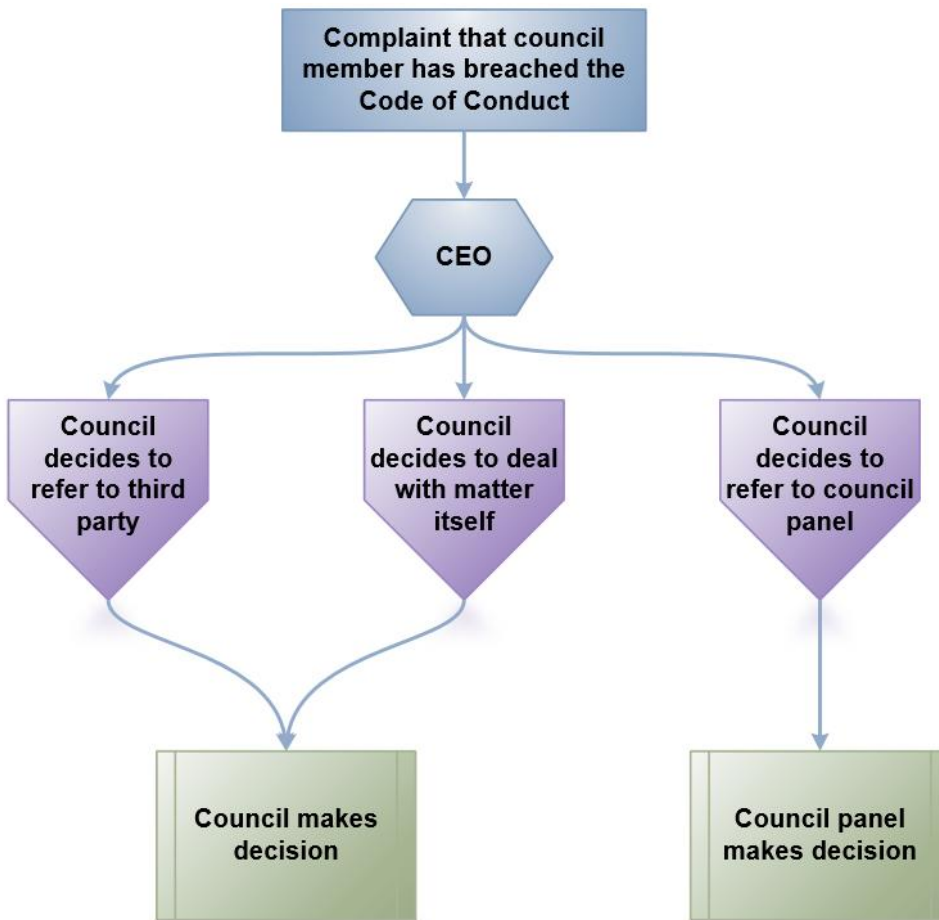 Complaint that council
member has breached the
Code of Conduct
CEO
Council
decides to
refer to third
party
Council
decides to deal
with matter
itself
Council
decides to
refer to council
panel
Council makes
decision
Council panel
makes decision